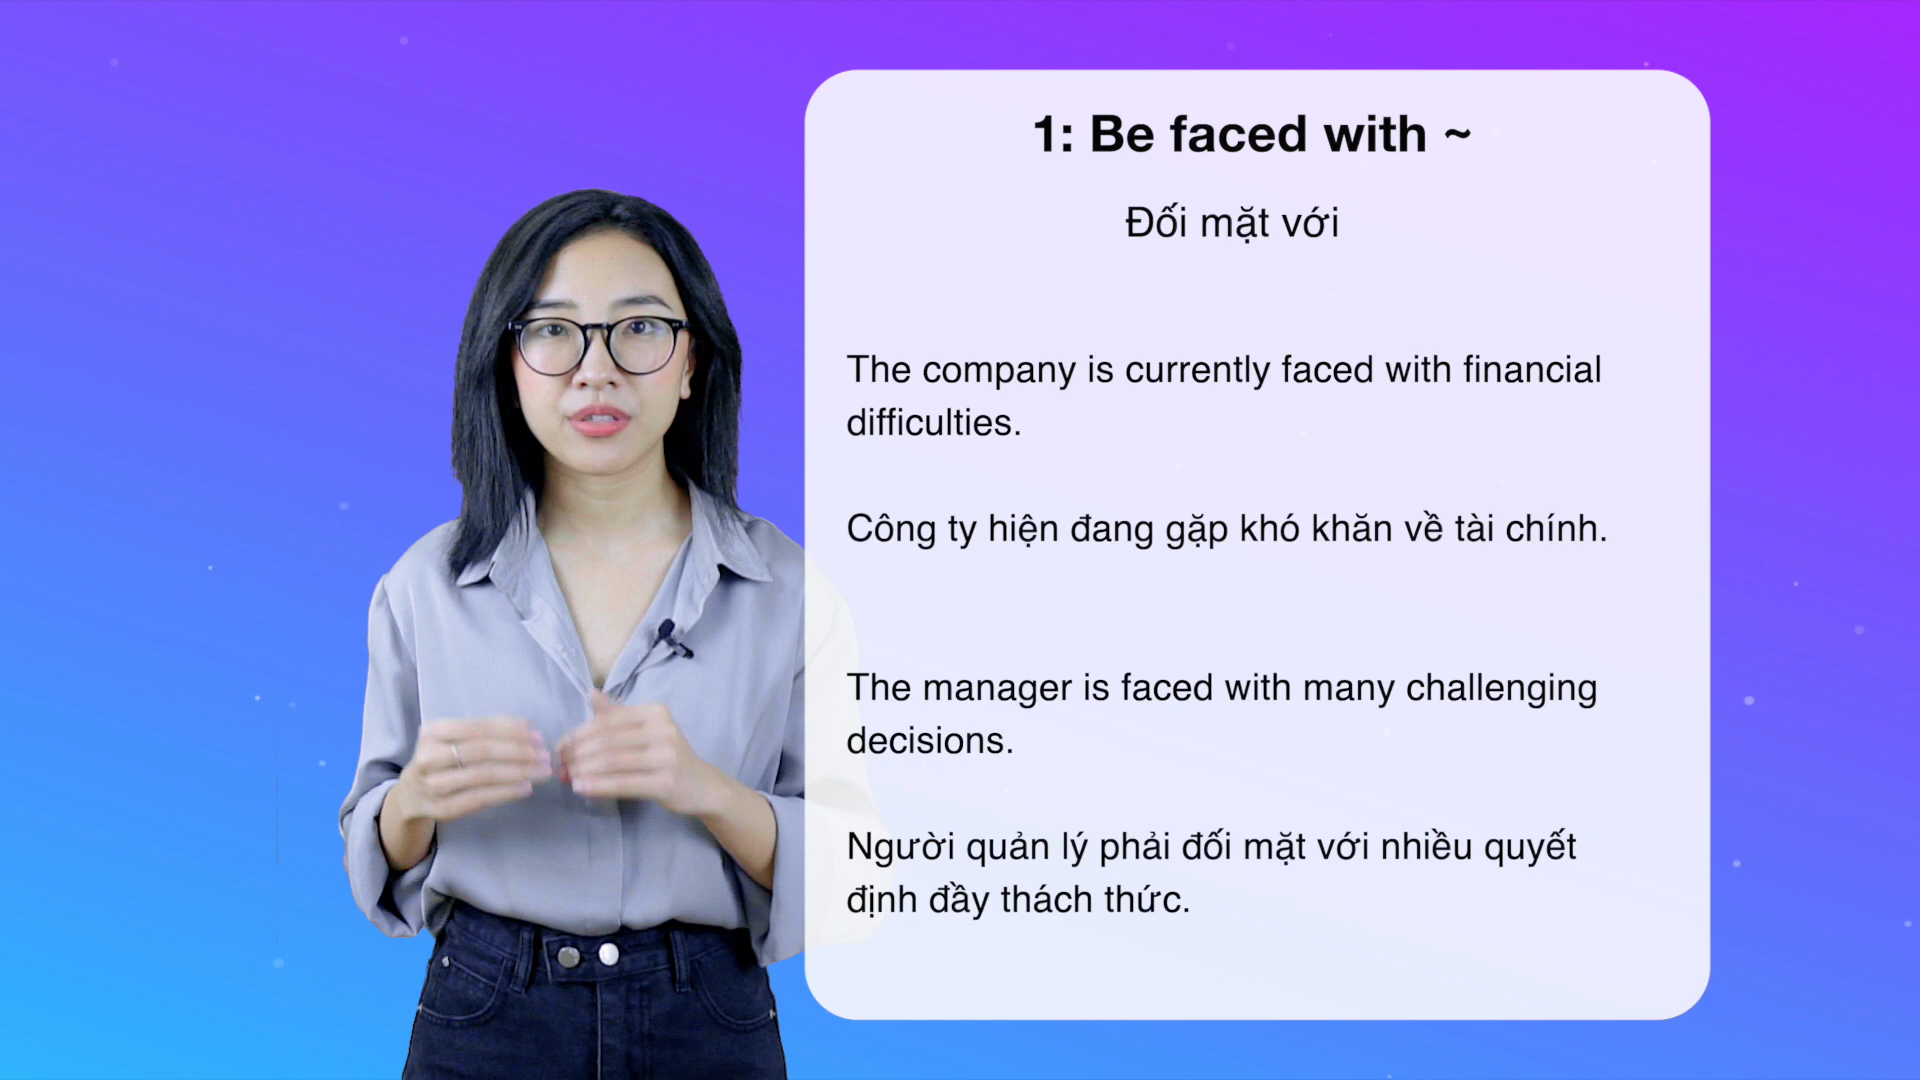 1: Be faced with ~
Đối mặt với
The company is currently faced with financial
difficulties.
Công ty hiện đang gặp khó khăn về tài chính.
The manager is faced with many challenging
decisions.
Người quản lý phải đối mặt với nhiều quyết
định đầy thách thức.